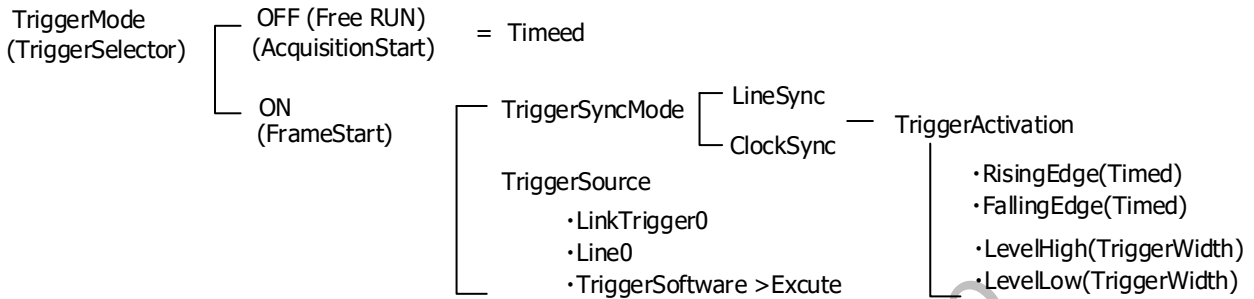 TriggerMode
(TriggerSelector)
OFF (Free RUN)
(AcquisitionStart)
= Timeed
ON
(FrameStart)
TriggerSyncMode
LineSync
ClockSync
TriggerSource
・LinkTrigger0
・Line0
・TriggerSoftware >Excute
TriggerActivation
・RisingEdge(Timed)
・FallingEdge(Timed)
・LevelHigh(TriggerWidth)
・LevelLow(TriggerWidth)